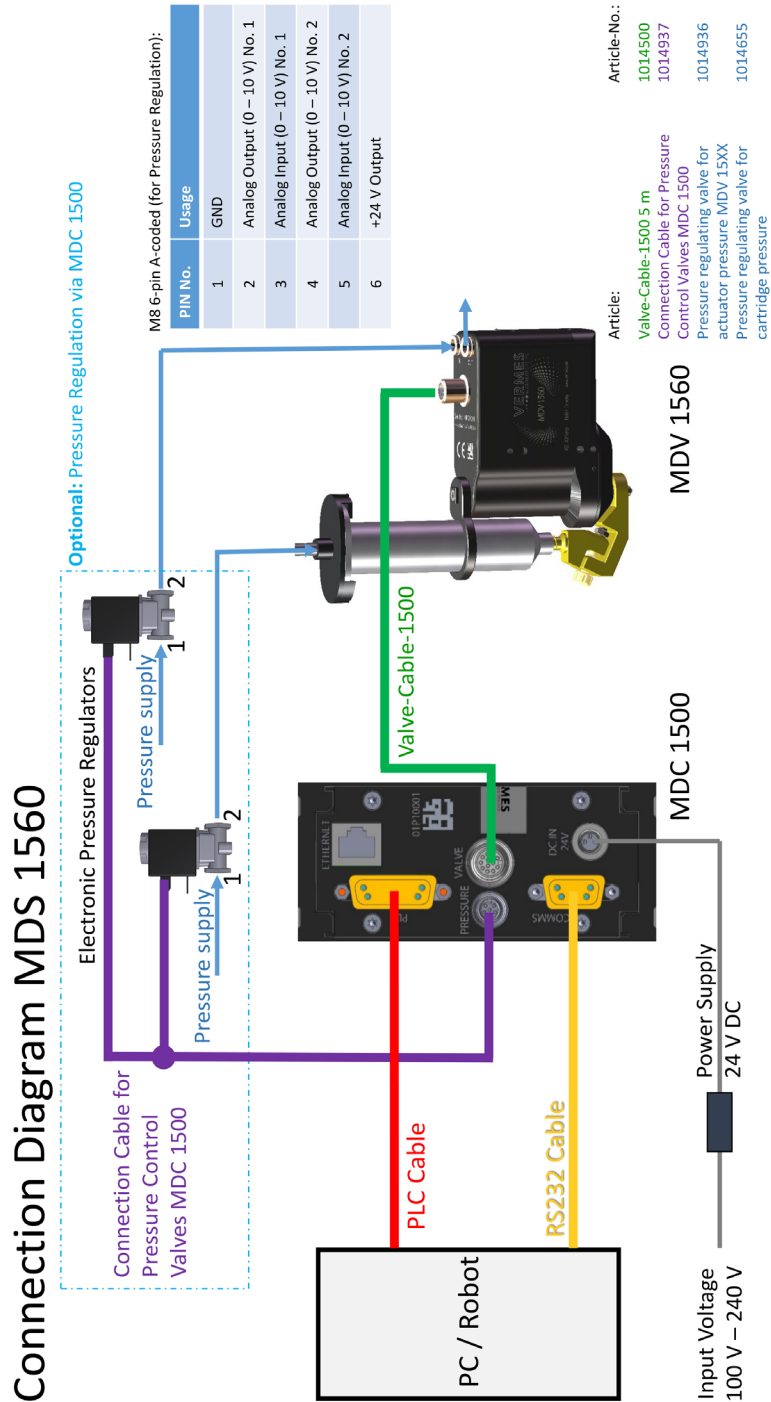 Connection Diagram MDS 1560
Optional: Pressure Regulation via MDC 1500
Electronic Pressure Regulators
Connection Cable for
Pressure Control
Valves MDC 1500
Pressure supply
1
2
Pressure supply
1
2
M8 6-pin A-coded (for Pressure Regulation):
PIN No. Usage
1 GND
2 Analog Output (0 – 10 V) No. 1
3 Analog Input (0 – 10 V) No. 1
4 Analog Output (0 – 10 V) No. 2
5 Analog Input (0 – 10 V) No. 2
6 +24 V Output
PC / Robot
PLC Cable
RS232 Cable
Valve-Cable-1500
ETHERNET
01P10001
PRESSURE
VALVE
MES
COMMS
DC IN
24V
MDC 1500
VERMES
MDV 1560
MDV 1560
Input Voltage
100 V – 240 V
Power Supply
24 V DC
Article: Article-No.:
Valve-Cable-1500 5 m 1014500
Connection Cable for Pressure 1014937
Control Valves MDC 1500
Pressure regulating valve for 1014936
actuator pressure MDV 15XX
Pressure regulating valve for 1014655
cartridge pressure